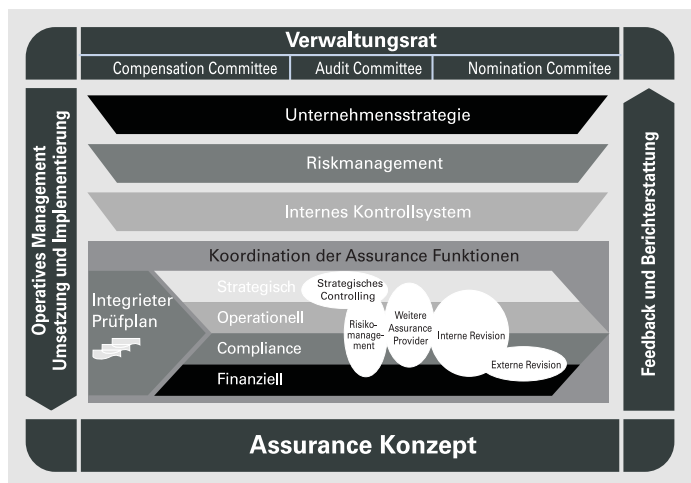 Verwaltungsrat
Compensation Committee
Audit Committee
Nomination Commitee
Operatives Management
Umsetzung und Implementierung
Unternehmensstrategie
Riskmanagement
Internes Kontrollsystem
Koordination der Assurance Funktionen
Integrieter
Prüfplan
Strategisch
Operationell
Compliance
Finanziell
Strategisches
Controlling
Risiko-
manage-
ment
Weitere
Assurance
Provider
Interne Revision
Externe Revision
Feedback und Berichterstattung
Assurance Konzept